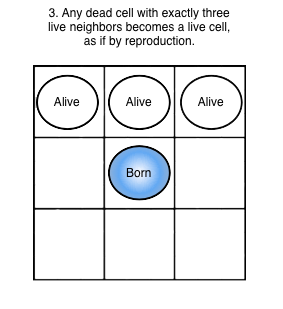 3. Any dead cell with exactly three
live neighbors becomes a live cell,
as if by reproduction.
Alive Alive Alive
Born